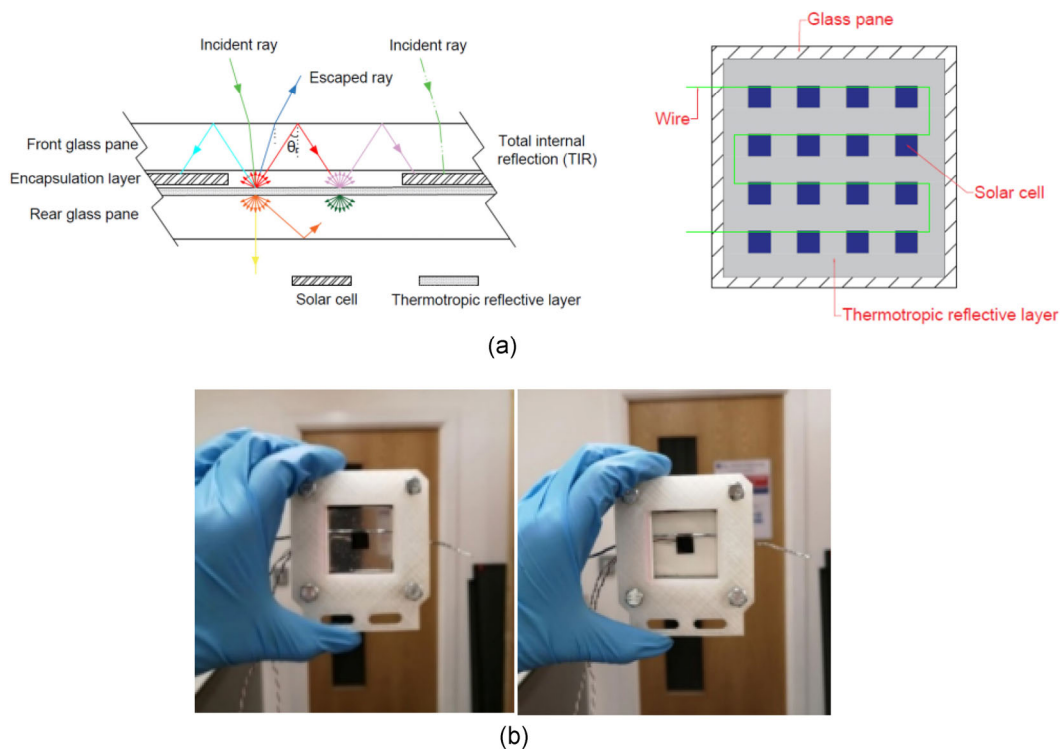 Incident ray
Incident ray
Escaped ray
Front glass pane
θr
Total internal
reflection (TIR)
Encapsulation layer
Rear glass pane
Solar cell
Thermotropic reflective layer
Glass pane
Wire
Solar cell
Thermotropic reflective layer
(a)
(b)